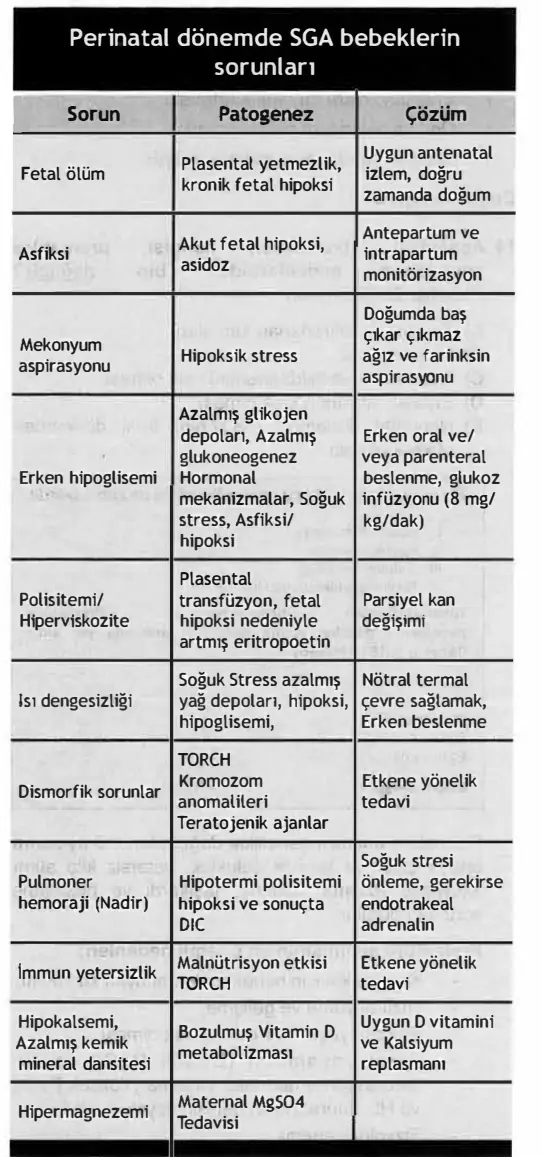 Perinatal dönemde SGA bebeklerin
sorunları
Sorun Patogenez Çözüm
Fetal ölüm
Plasental yetmezlik,
kronik fetal hipoksi
Uygun antenatal
izlem, doğru
zamanda doğum
Asfiksi
Akut fetal hipoksi,
asidoz
Antepartum ve
intrapartum
monitörizasyon
Mekonyum
aspirasyonu
Hipoksik stress
Doğumda baş
çıkar çıkmaz
ağız ve farinksin
aspirasyonu
Erken hipoglisemi
Azalmış glikojen
depoları, Azalmış
glukoneogenez
Hormonal
mekanizmalar, Soğuk
stress, Asfiksi/
hipoksi
Erken oral ve/
veya parenteral
beslenme, glukoz
infüzyonu (8 mg/
kg/dak)
Polisitemi/
Hiperviskozite
Plasental
transfüzyon, fetal
hipoksi nedeniyle
artmış eritropoetin
Parsiyel kan
değişimi
Isı dengesizliği
Soğuk Stress azalmış
yağ depoları, hipoksi,
hipoglisemi,
Nötral termal
çevre sağlamak,
Erken beslenme
Dismorfik sorunlar
TORCH
Kromozom
anomalileri
Teratojenik ajanlar
Etkene yönelik
tedavi
Pulmoner
hemoraji (Nadir)
Hipotermi polisitemi
hipoksi ve sonuçta
DIC
Soğuk stresi
önleme, gerekirse
endotrakeal
adrenalin
İmmun yetersizlik
Malnütrisyon etkisi
TORCH
Etkene yönelik
tedavi
Hipokalsemi,
Azalmış kemik
mineral dansitesi
Bozulmuş Vitamin D
metabolizması
Uygun D vitamini
ve Kalsiyum
replasmanı
Hipermagnezemi
Maternal MgSO4
Tedavisi